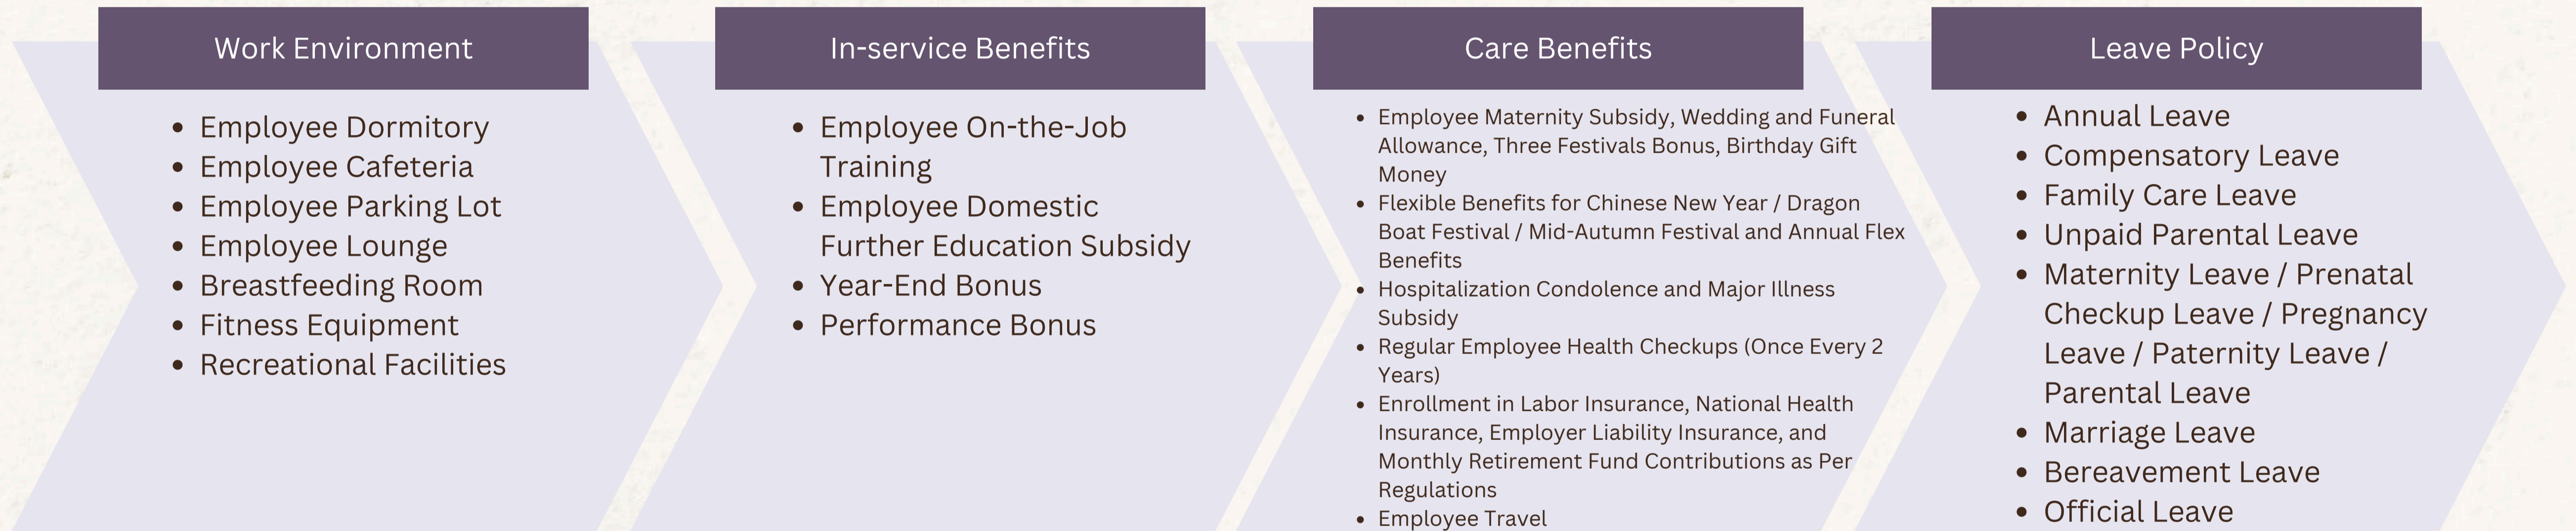 Work Environment
• Employee Dormitory
• Employee Cafeteria
• Employee Parking Lot
• Employee Lounge
• Breastfeeding Room
• Fitness Equipment
• Recreational Facilities
In-service Benefits
• Employee On-the-Job
Training
• Employee Domestic
Further Education Subsidy
• Year-End Bonus
• Performance Bonus
Care Benefits
• Employee Maternity Subsidy, Wedding and Funeral
Allowance, Three Festivals Bonus, Birthday Gift
Money
• Flexible Benefits for Chinese New Year / Dragon
Boat Festival / Mid-Autumn Festival and Annual Flex
Benefits
• Hospitalization Condolence and Major Illness
Subsidy
• Regular Employee Health Checkups (Once Every 2
Years)
• Enrollment in Labor Insurance, National Health
Insurance, Employer Liability Insurance, and
Monthly Retirement Fund Contributions as Per
Regulations
• Employee Travel
Leave Policy
• Annual Leave
• Compensatory Leave
• Family Care Leave
• Unpaid Parental Leave
• Maternity Leave / Prenatal
Checkup Leave / Pregnancy
Leave / Paternity Leave /
Parental Leave
• Marriage Leave
• Bereavement Leave
• Official Leave